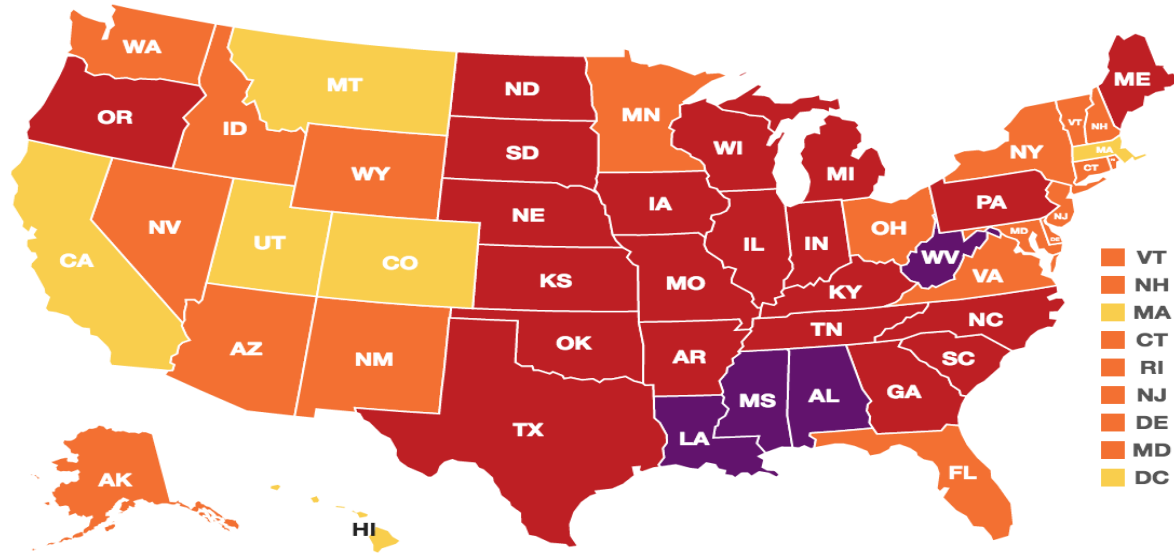 WA
MT
ND
MN
ME
OR
ID
SD
WI
MI
VT
NH
NY
MA
WY
CT
IA
NE
PA
NV
NJ
OH
UT
IL
IN
MD
DE
CA
CO
WV
VA
KS
MO
KY
NC
TN
AZ
NM
OK
AR
SC
MS
AL
GA
TX
LA
FL
AK
HI
VT
NH
MA
CT
RI
NJ
DE
MD
DC